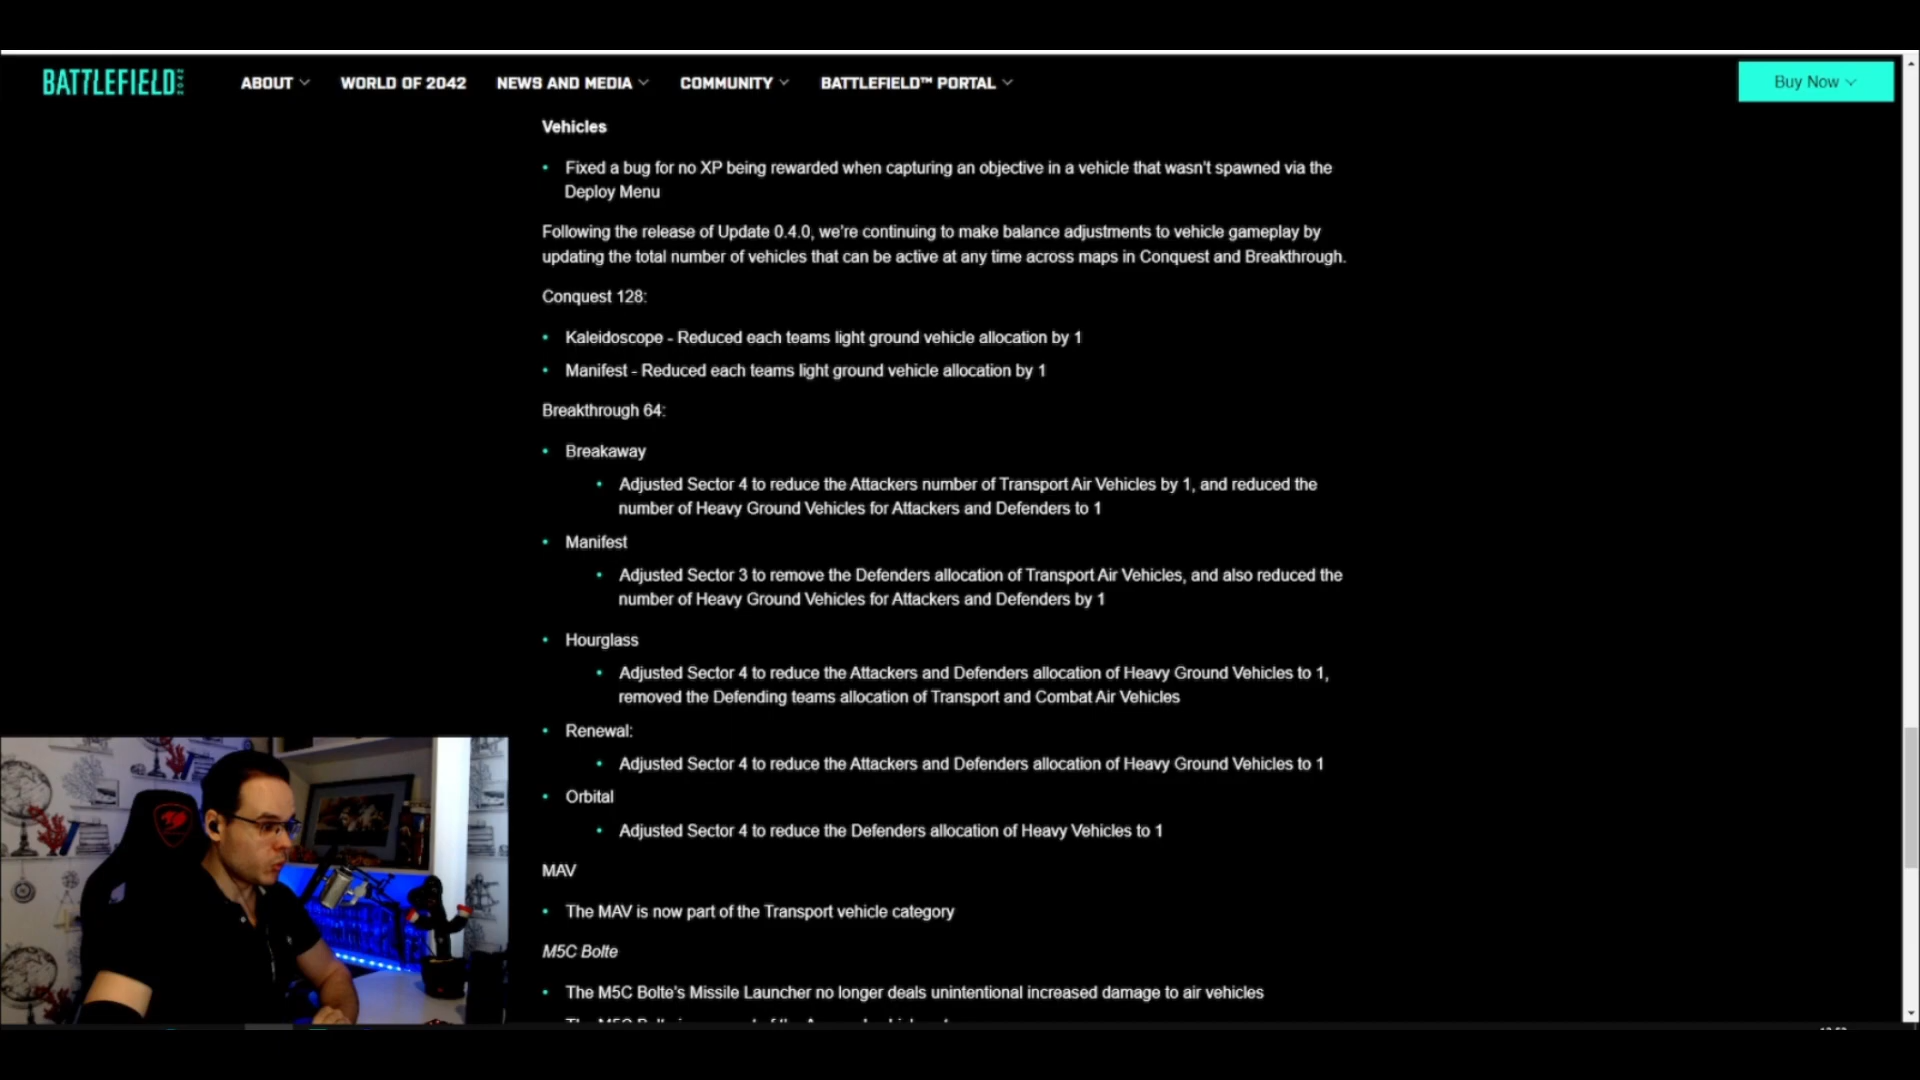 BATTLEFIELD 2042
ABOUT
WORLD OF 2042
NEWS AND MEDIA
COMMUNITY
BATTLEFIELD™ PORTAL
Buy Now
Vehicles
• Fixed a bug for no XP being rewarded when capturing an objective in a vehicle that wasn't spawned via the
Deploy Menu
Following the release of Update 0.4.0, we're continuing to make balance adjustments to vehicle gameplay by
updating the total number of vehicles that can be active at any time across maps in Conquest and Breakthrough.
Conquest 128:
• Kaleidoscope - Reduced each teams light ground vehicle allocation by 1
• Manifest - Reduced each teams light ground vehicle allocation by 1
Breakthrough 64:
• Breakaway
• Adjusted Sector 4 to reduce the Attackers number of Transport Air Vehicles by 1, and reduced the
number of Heavy Ground Vehicles for Attackers and Defenders to 1
• Manifest
• Adjusted Sector 3 to remove the Defenders allocation of Transport Air Vehicles, and also reduced the
number of Heavy Ground Vehicles for Attackers and Defenders by 1
• Hourglass
• Adjusted Sector 4 to reduce the Attackers and Defenders allocation of Heavy Ground Vehicles to 1,
removed the Defending teams allocation of Transport and Combat Air Vehicles
• Renewal:
• Adjusted Sector 4 to reduce the Attackers and Defenders allocation of Heavy Ground Vehicles to 1
• Orbital
• Adjusted Sector 4 to reduce the Defenders allocation of Heavy Vehicles to 1
MAV
• The MAV is now part of the Transport vehicle category
M5C Bolte
• The M5C Bolte's Missile Launcher no longer deals unintentional increased damage to air vehicles